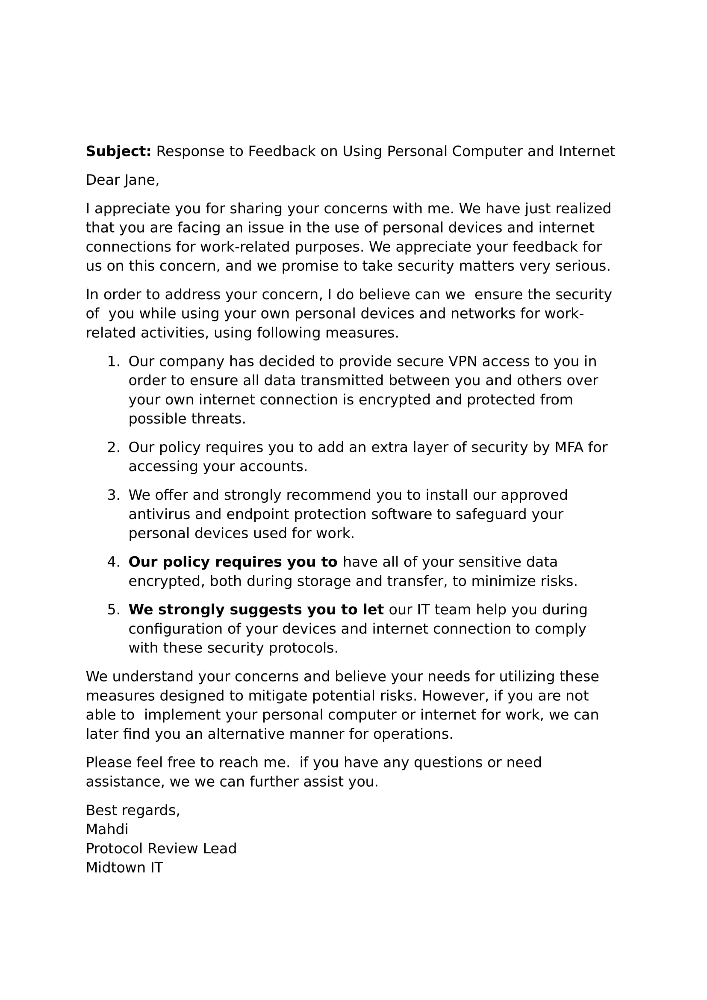 Subject: Response to Feedback on Using Personal Computer and Internet
Dear Jane,
I appreciate you for sharing your concerns with me. We have just realized
that you are facing an issue in the use of personal devices and internet
connections for work-related purposes. We appreciate your feedback for
us on this concern, and we promise to take security matters very serious.
In order to address your concern, I do believe can we  ensure the security
of  you while using your own personal devices and networks for work-
related activities, using following measures.
1. Our company has decided to provide secure VPN access to you in
order to ensure all data transmitted between you and others over
your own internet connection is encrypted and protected from
possible threats.
2. Our policy requires you to add an extra layer of security by MFA for
accessing your accounts.
3. We offer and strongly recommend you to install our approved
antivirus and endpoint protection software to safeguard your
personal devices used for work.
4. Our policy requires you to have all of your sensitive data
encrypted, both during storage and transfer, to minimize risks.
5. We strongly suggests you to let our IT team help you during
configuration of your devices and internet connection to comply
with these security protocols.
We understand your concerns and believe your needs for utilizing these
measures designed to mitigate potential risks. However, if you are not
able to  implement your personal computer or internet for work, we can
later find you an alternative manner for operations.
Please feel free to reach me.  if you have any questions or need
assistance, we we can further assist you.
Best regards,
Mahdi
Protocol Review Lead
Midtown IT